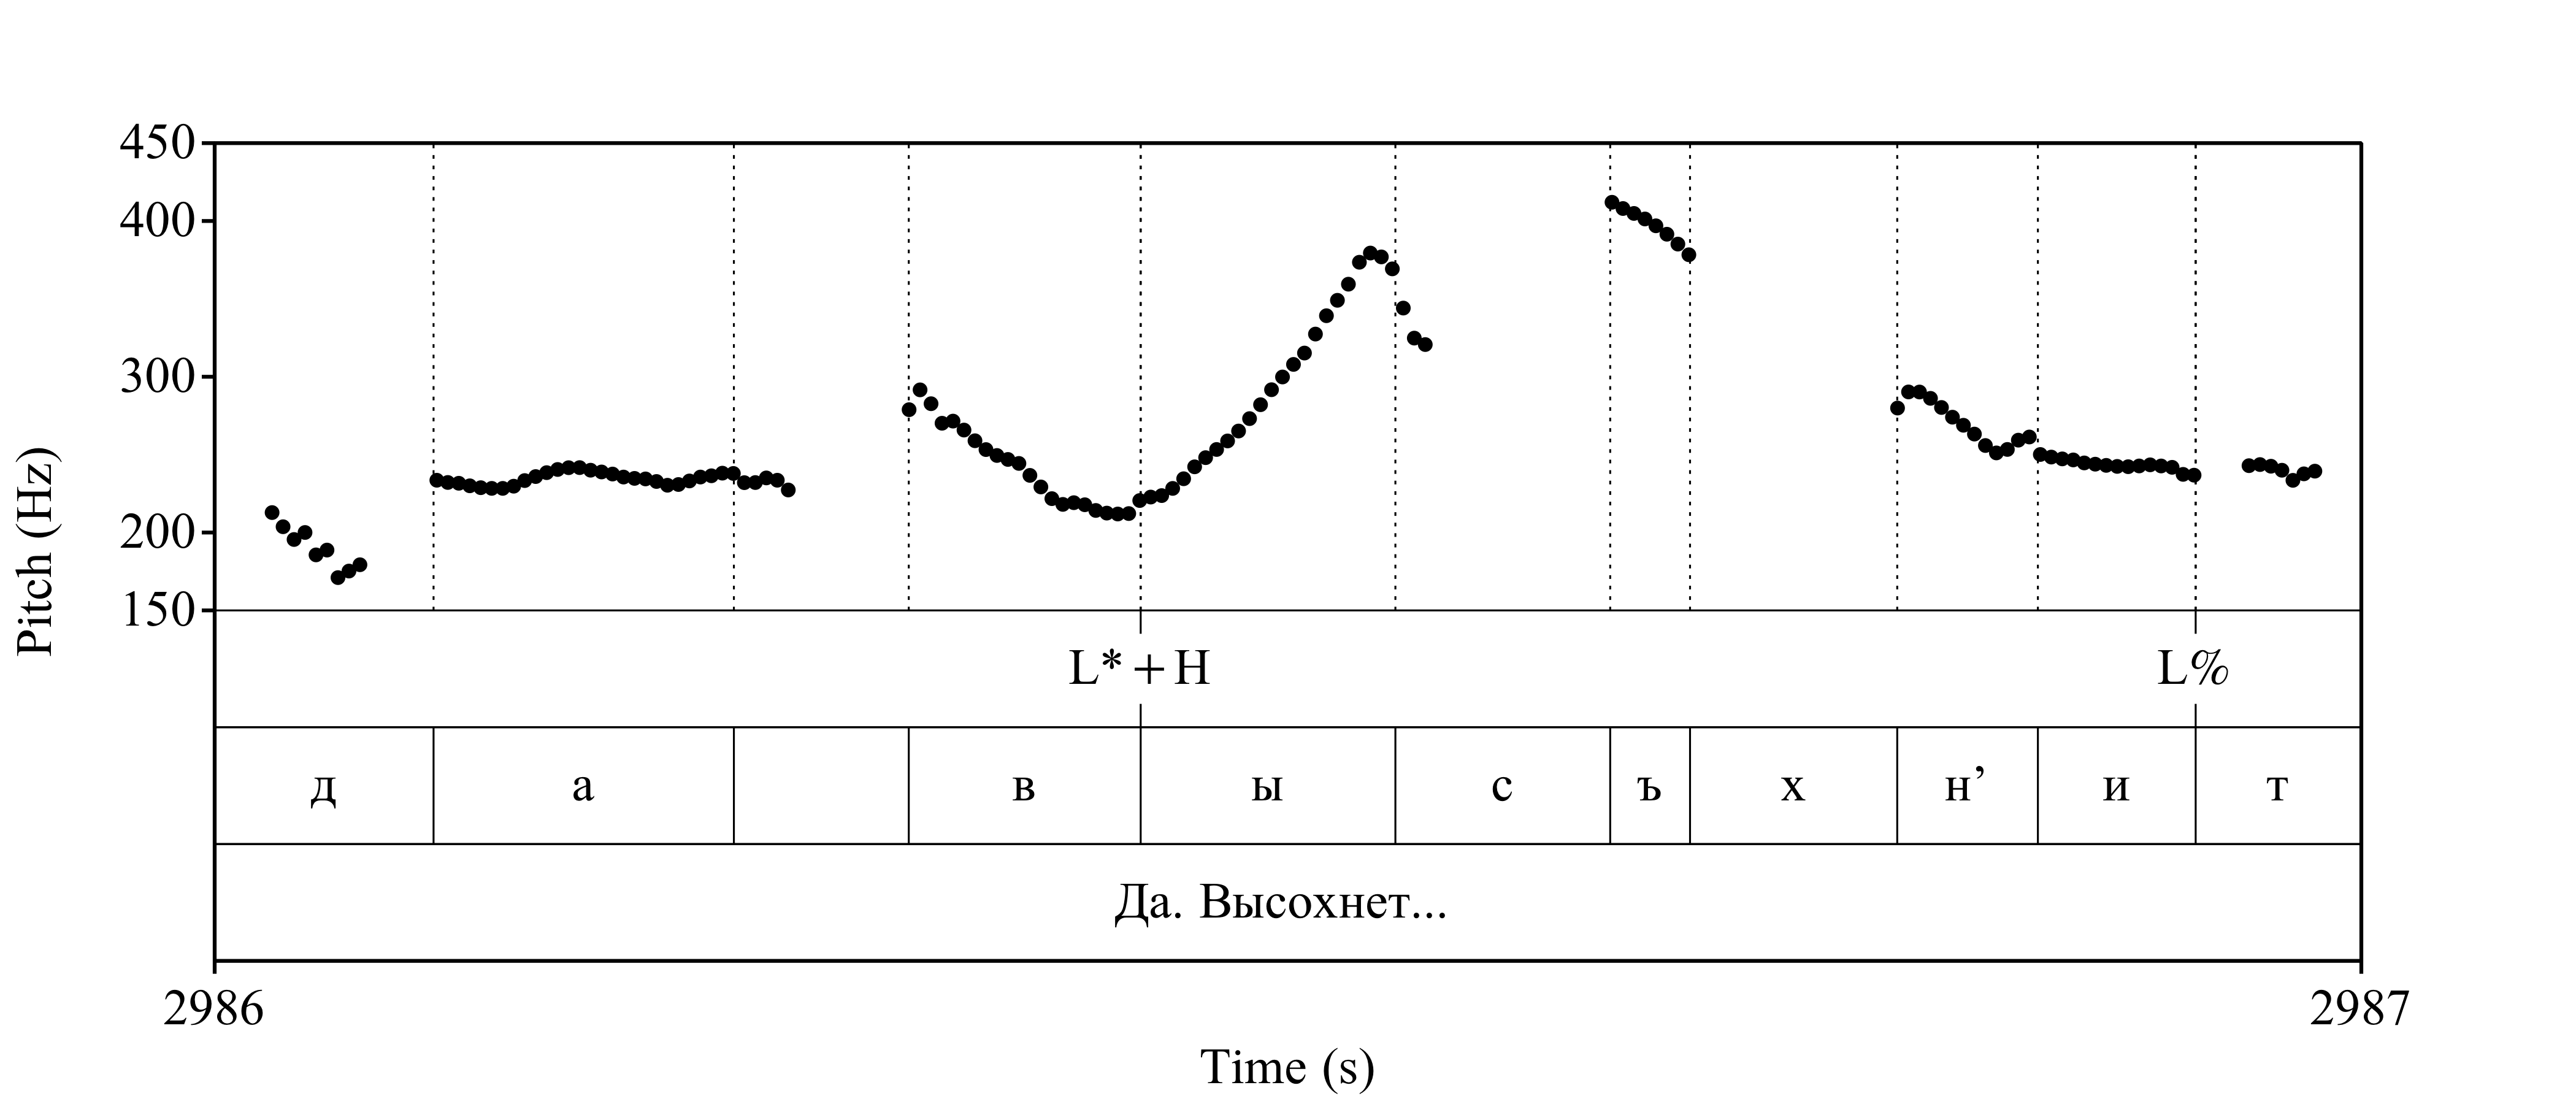 450
400
300
200
150
Pitch (Hz)
L* + H L%
д а в ы с ъ х н’ и т
Да. Высохнет...
2986 2987
Time (s)